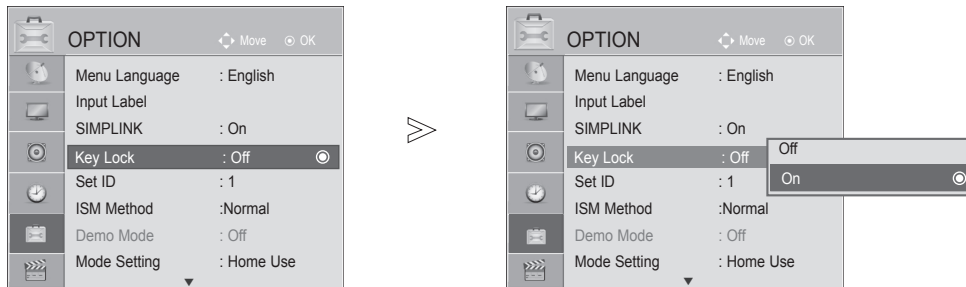 OPTION
Move OK
Menu Language : English
Input Label
SIMPLINK : On
Key Lock : Off
Set ID : 1
ISM Method :Normal
Demo Mode : Off
Mode Setting : Home Use
OPTION
Move OK
Menu Language : English
Input Label
SIMPLINK : On
Key Lock : Off
Set ID : 1
ISM Method :Normal
Demo Mode : Off
Mode Setting : Home Use
Off
On